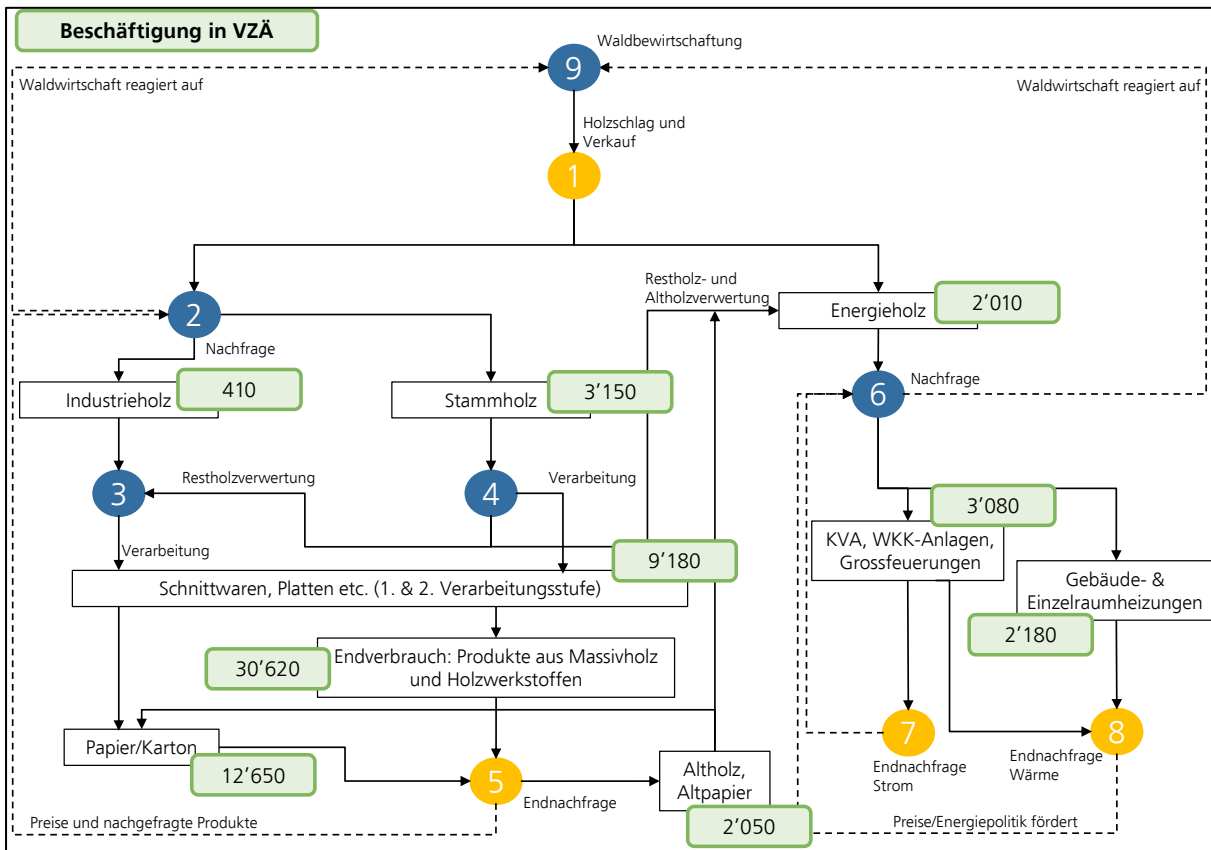 Beschäftigung in VZÄ
Waldbewirtschaftung
9
Waldwirtschaft reagiert auf
Waldwirtschaft reagiert auf
Holzschlag und
Verkauf
1
Restholz- und
Altholzverwertung
2
Energieholz
2’010
Nachfrage
410
Industrieholz
3’150
Stammholz
6
Nachfrage
3
Restholzverwertung
4
Verarbeitung
3’080
KVA, WKK-Anlagen,
Grossfeuerungen
Verarbeitung
9’180
Schnittwaren, Platten etc. (1. & 2. Verarbeitungsstufe)
Gebäude- &
Einzelraumheizungen
2’180
30’620
Endverbrauch: Produkte aus Massivholz
und Holzwerkstoffen
Papier/Karton
12’650
5
Endnachfrage
Altholz,
Altpapier
2’050
7
Endnachfrage
Strom
8
Endnachfrage
Wärme
Preise und nachgefragte Produkte
Preise/Energiepolitik fördert